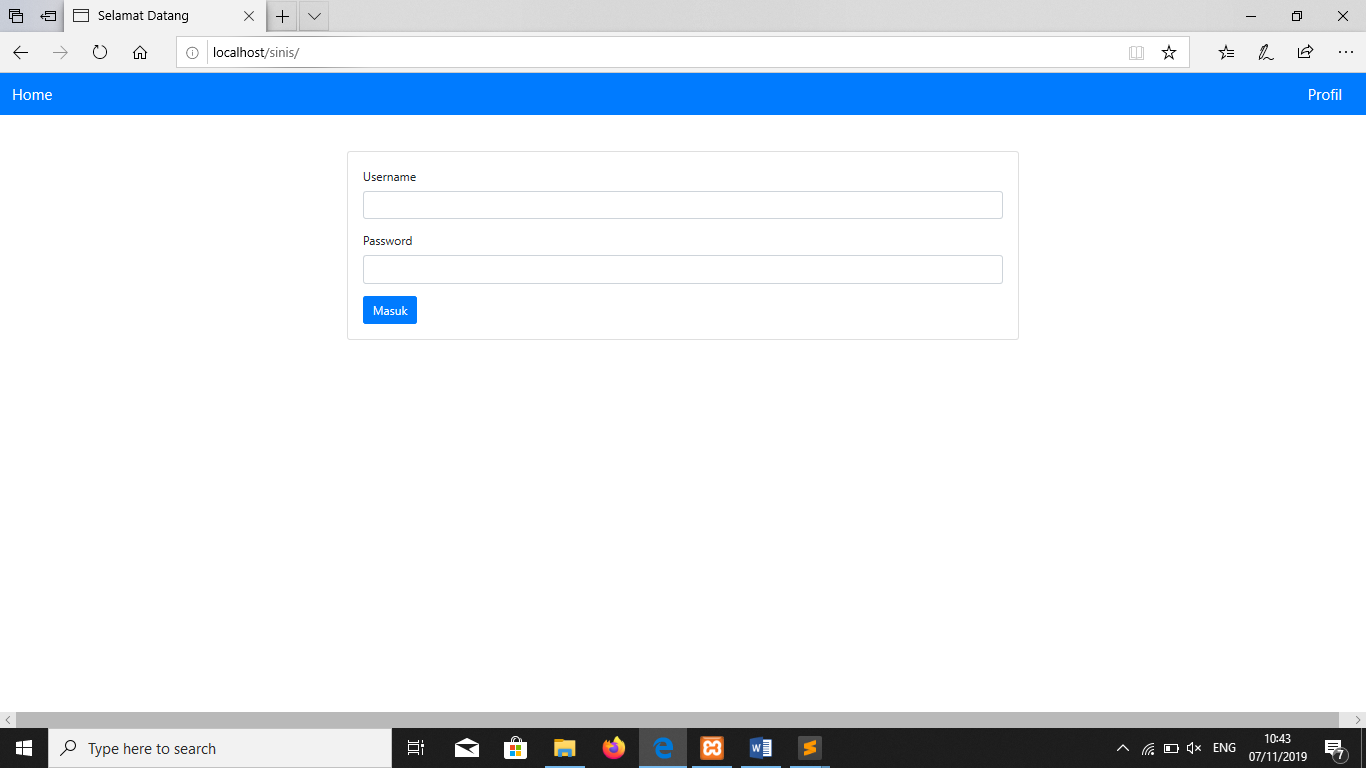 Selamat Datang
localhost/sinis/
Home
Profil
Username
Password
Masuk
Type here to search
W
ENG
10:43
07/11/2019
7